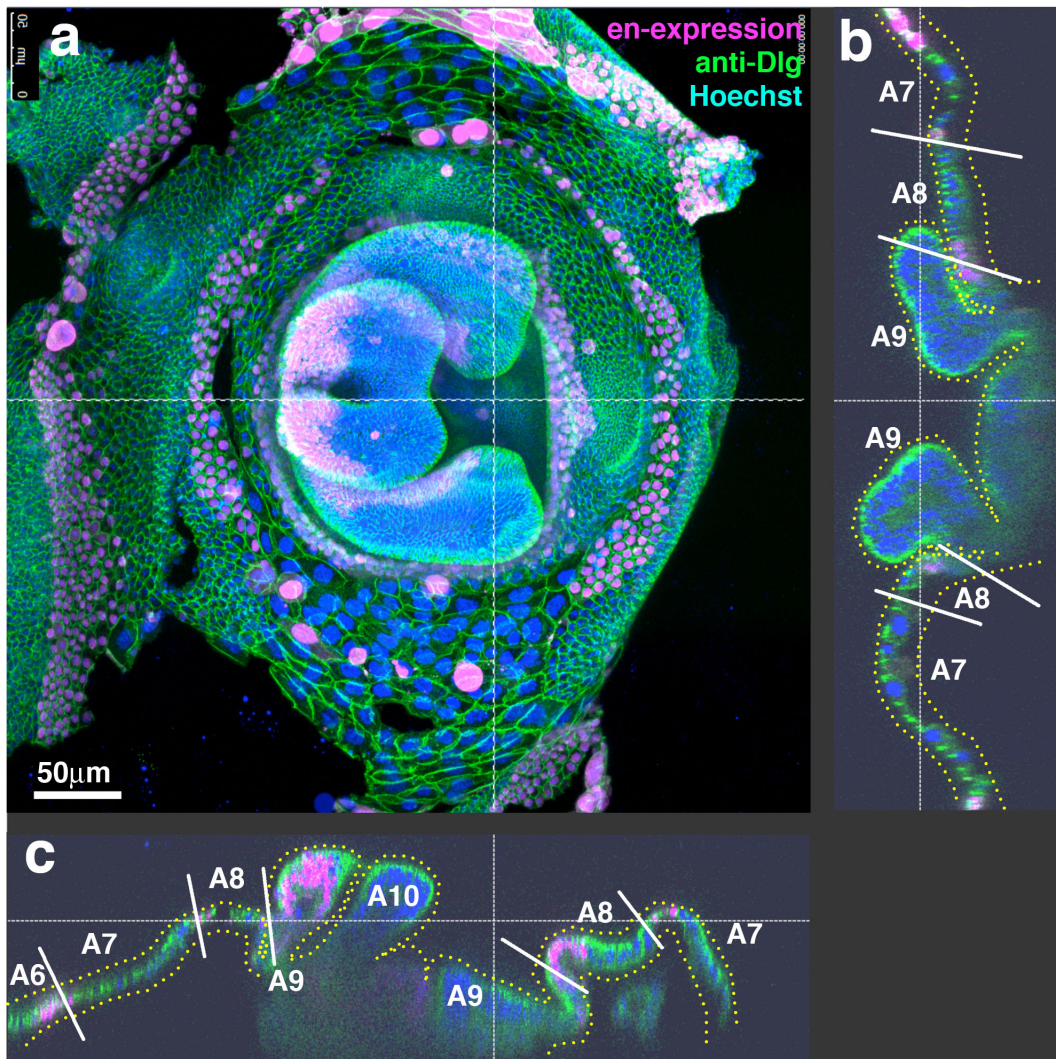 a
en-expression
anti-Dlg
Hoechst
50μm
b
A7
A8
A9
A9
A8
A7
c
A8
A10
A8
A7
A7
A6
A9
A9